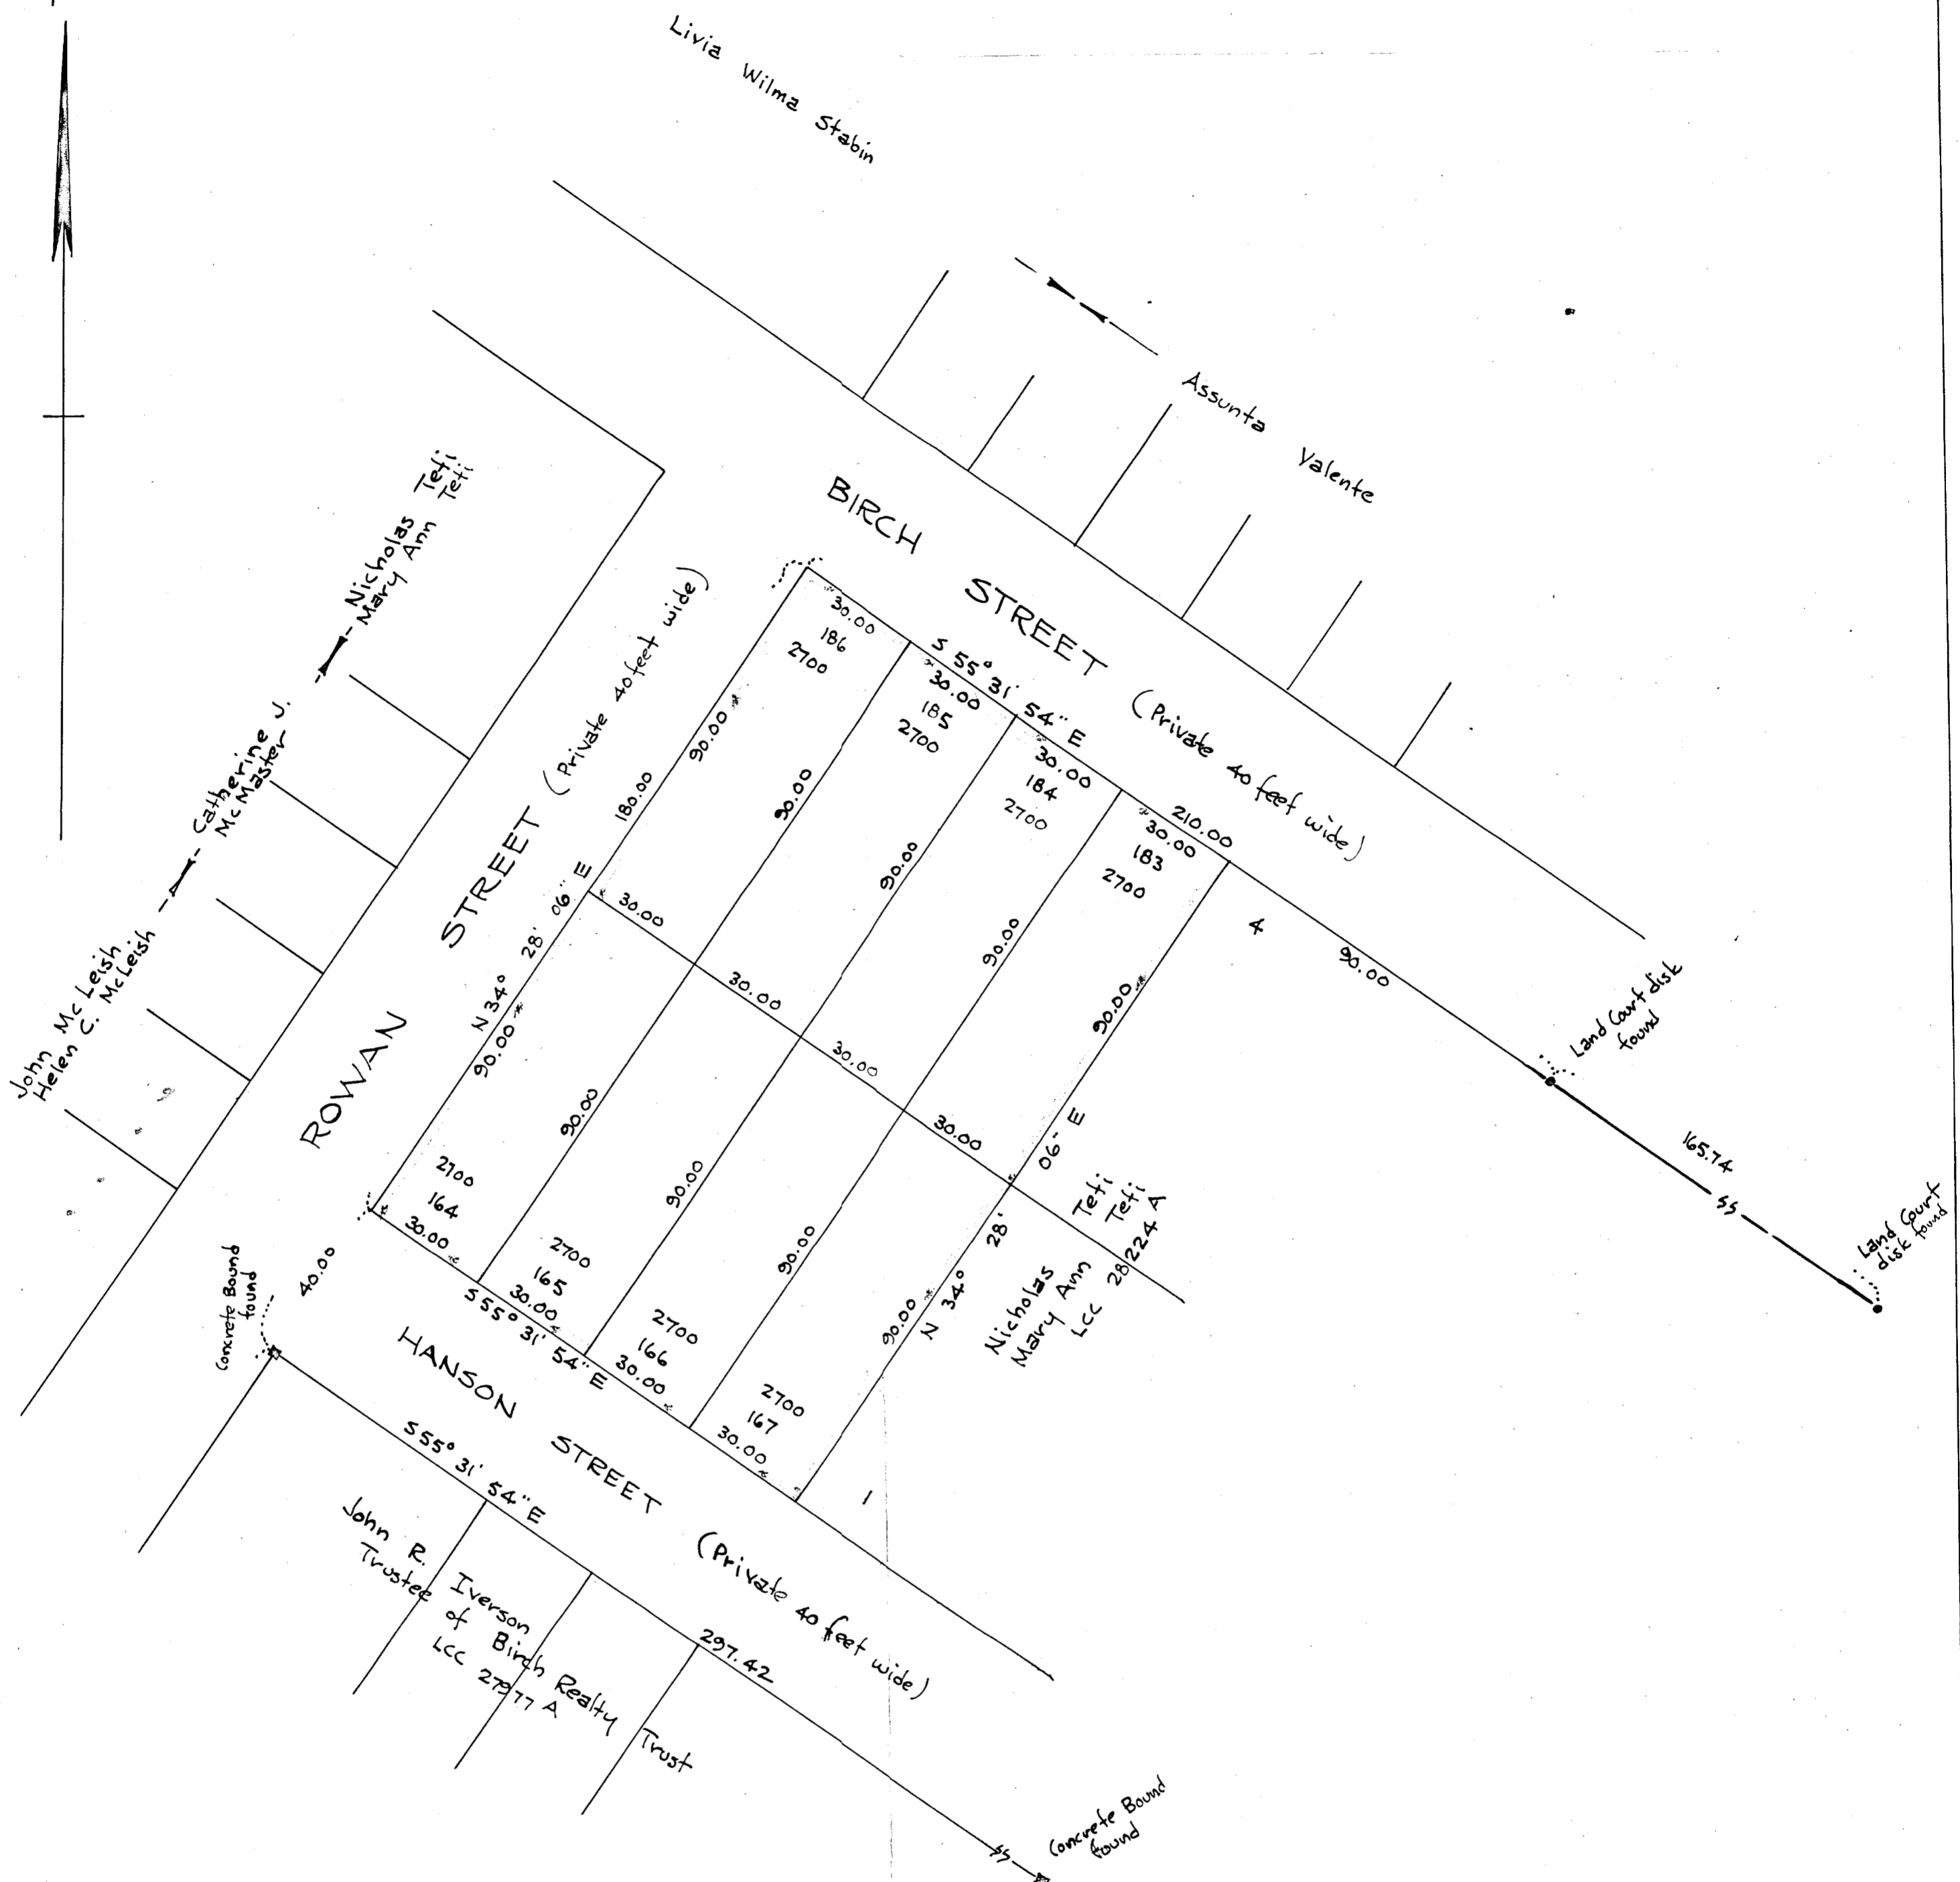 Livia Wilma Stabin
Assunta Valente
BIRCH STREET (Private 40 feet wide)
Nicholas Teti
Mary Ann Teti
Catherine J.
McMaster
John McLeish
Helen C. McLeish
ROWAN STREET (Private 40 feet wide)
30.00
186
2700
S 55° 31' 54" E
30.00
185
2700
30.00
184
2700
210.00
30.00
183
2700
4
90.00
Land Court disk
found
165.74
Land Court
disk found
180.00
90.00
90.00
90.00
90.00
90.00
N 34° 28' 06" E
90.00
30.00
30.00
30.00
30.00
90.00
90.00
90.00
90.00
N 34° 28' 06" E
Nicholas Teti
Mary Ann Teti
LCC 28224 A
2700
164
30.00
2700
165
30.00
2700
166
30.00
2700
167
30.00
1
S 55° 31' 54" E
40.00
Concrete Bound
found
HANSON STREET (Private 40 feet wide)
S 55° 31' 54" E
297.42
John R. Iverson
Trustee of Birch Realty Trust
LCC 27977 A
Concrete Bound
found